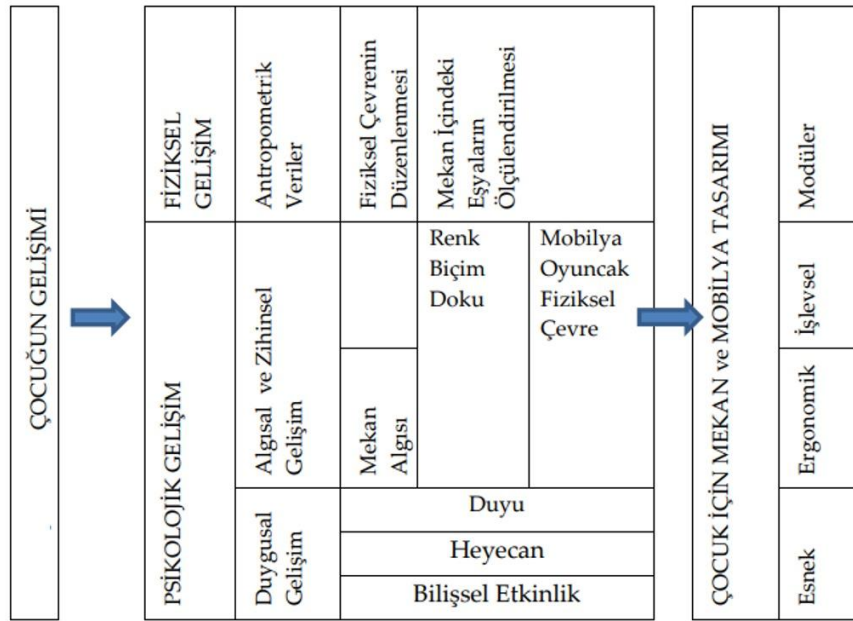 ÇOCUĞUN GELİŞİMİ
FİZİKSEL
GELİŞİM
Antropometrik
Veriler
Fiziksel Çevrenin
Düzenlenmesi
Mekan İçindeki
Eşyaların
Ölçülendirilmesi
PSİKOLOJİK GELİŞİM
Algısal ve Zihinsel
Gelişim
Mekan
Algısı
Renk
Biçim
Doku
Mobilya
Oyuncak
Fiziksel
Çevre
Duygusal
Gelişim
Duyu
Heyecan
Bilişsel Etkinlik
ÇOCUK İÇİN MEKAN ve MOBİLYA TASARIMI
Modüler
İşlevsel
Ergonomik
Esnek